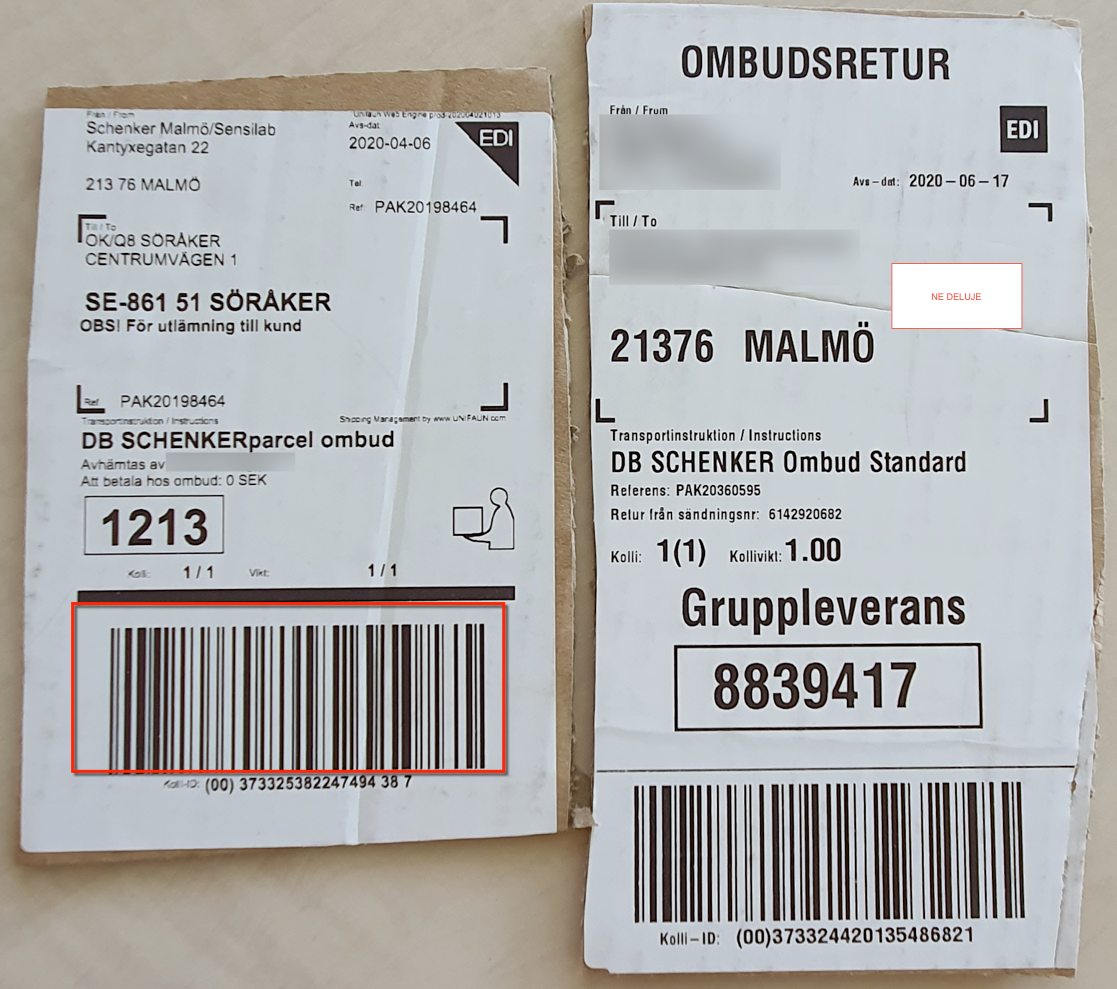 Från / From
Unifaun Web Engine
Schenker Malmö/Sensilab
Kantyxegatan 22
Avs-dat
2020-04-06
EDI
213 76 MALMÖ
Tel:
Ref: PAK20198464
Till / To
OK/Q8 SÖRÅKER
CENTRUMVÄGEN 1
SE-861 51 SÖRÅKER
OBS! För utlämning till kund
Ref PAK20198464
Transportinstruktion / Instructions
Shipping Management by www.UNIFAUN.com
DB SCHENKERparcel ombud
Avhämtas av
Att betala hos ombud: 0 SEK
1213
Kolli: 1 / 1 Vikt: 1 / 1
Kolli-ID: (00) 373325382247494 38 7
OMBUDSRETUR
Från / From
EDI
Avs-dat: 2020-06-17
Till / To
NE DELUJE
21376 MALMÖ
Transportinstruktion / Instructions
DB SCHENKER Ombud Standard
Referens: PAK20360595
Retur från sändningsnr: 6142920682
Kolli: 1(1) Kollivikt: 1.00
Gruppleverans
8839417
Kolli-ID: (00)373324420135486821